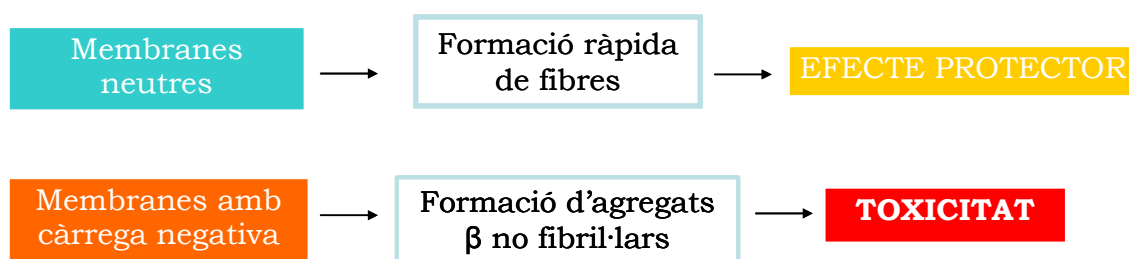 Membranes
neutres
Formació ràpida
de fibres
EFECTE PROTECTOR
Membranes amb
càrrega negativa
Formació d'agregats
β no fibril·lars
TOXICITAT